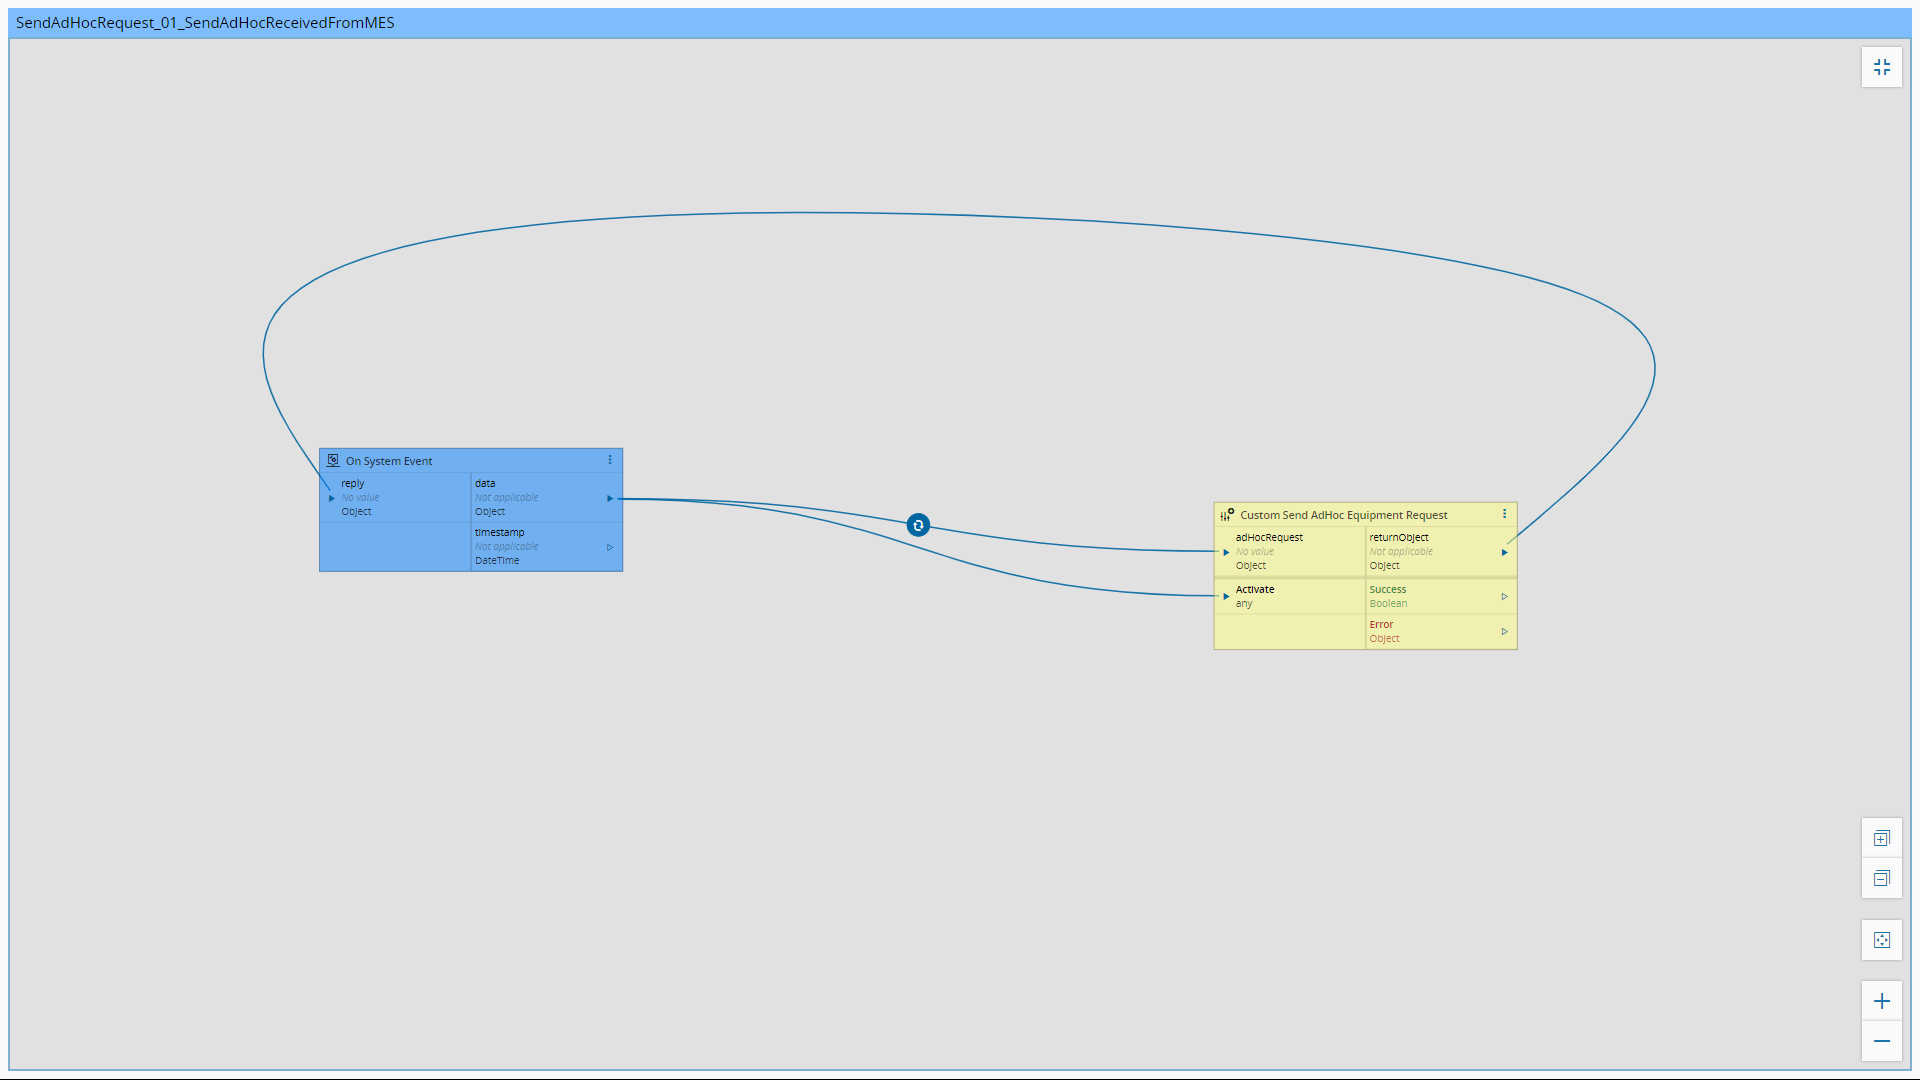 SendAdHocRequest_01_SendAdHocReceivedFromMES
On System Event
reply
No value
Object
data
Not applicable
Object
timestamp
Not applicable
DateTime
Custom Send AdHoc Equipment Request
adHocRequest
No value
Object
returnObject
Not applicable
Object
Activate
any
Success
Boolean
Error
Object